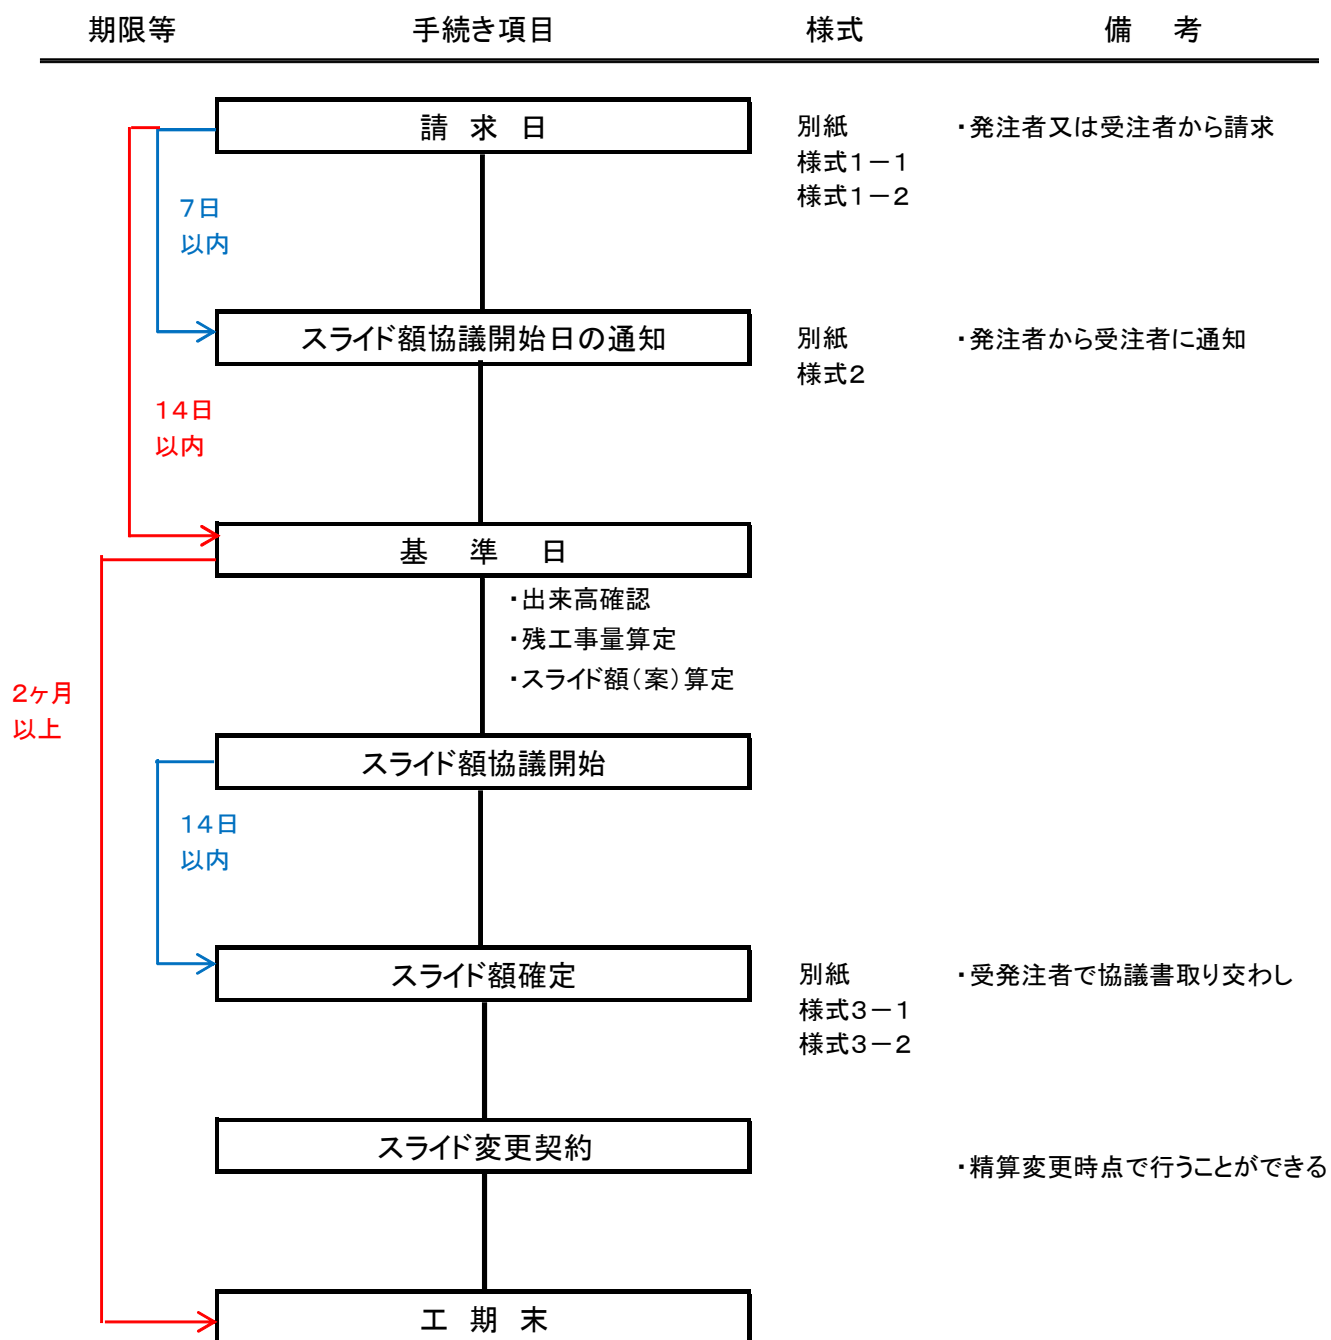 期限等 手続き項目 様式 備 考
請 求 日 別紙 ・発注者又は受注者から請求
様式1-1
様式1-2
7日
以内
スライド額協議開始日の通知 別紙 ・発注者から受注者に通知
様式2
14日
以内
基 準 日
・出来高確認
・残工事量算定
・スライド額(案)算定
2ヶ月
以上
スライド額協議開始
14日
以内
スライド額確定 別紙 ・受発注者で協議書取り交わし
様式3-1
様式3-2
スライド変更契約
・精算変更時点で行うことができる
工 期 末